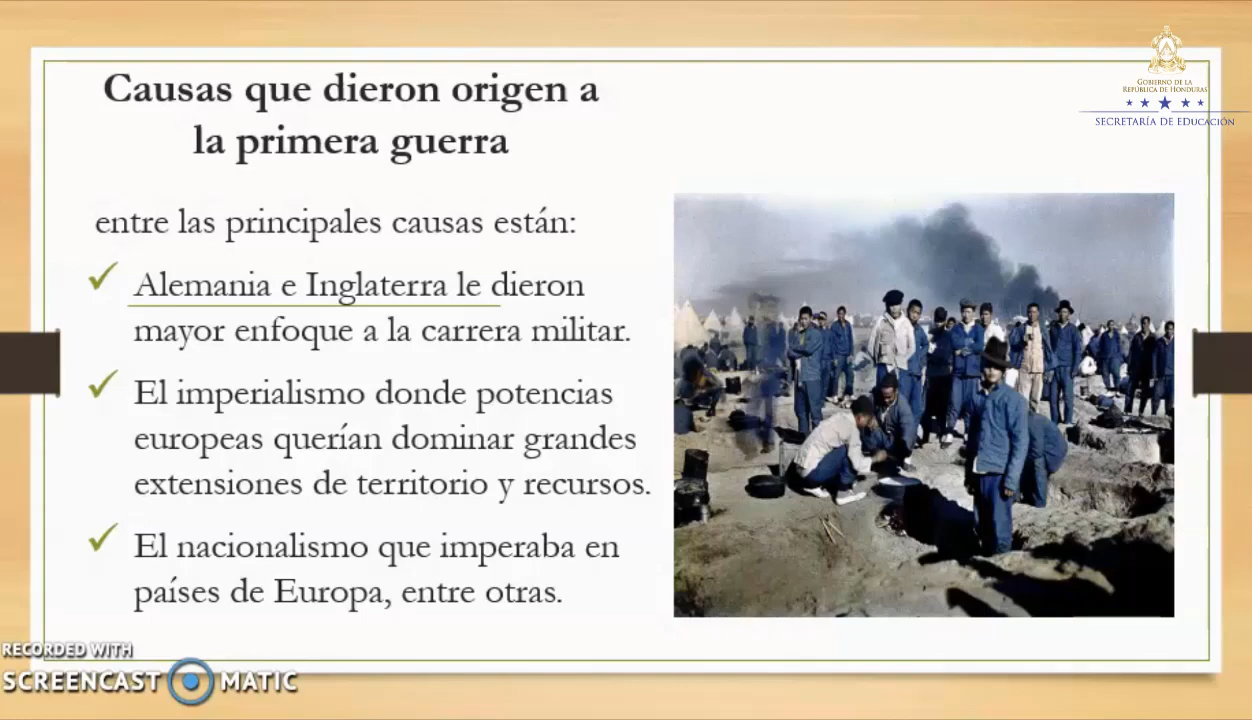 Causas que dieron origen a
la primera guerra
GOBIERNO DE LA
REPÚBLICA DE HONDURAS
SECRETARÍA DE EDUCACIÓN
entre las principales causas están:
Alemania e Inglaterra le dieron
mayor enfoque a la carrera militar.
El imperialismo donde potencias
europeas querían dominar grandes
extensiones de territorio y recursos.
El nacionalismo que imperaba en
países de Europa, entre otras.
RECORDED WITH
SCREENCAST MATIC